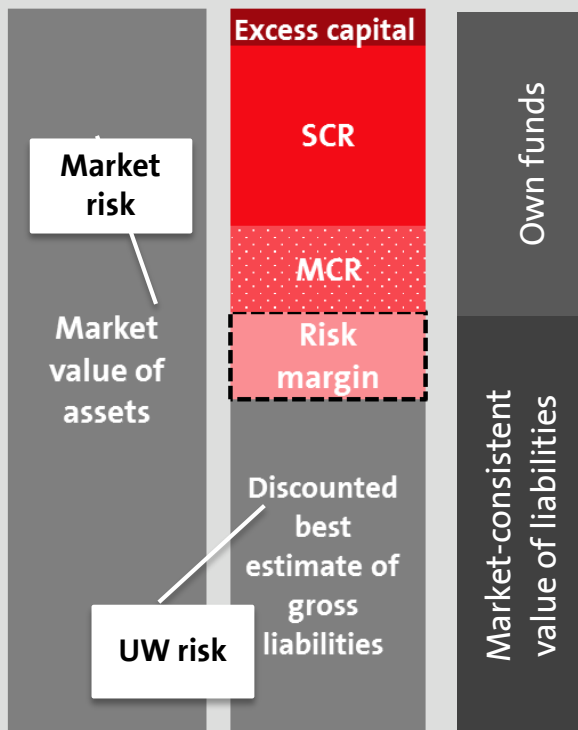 Market
risk
Market
value of
assets
Excess capital
SCR
MCR
Risk
margin
Discounted
best
estimate of
gross
liabilities
UW risk
Own funds
Market-consistent
value of liabilities